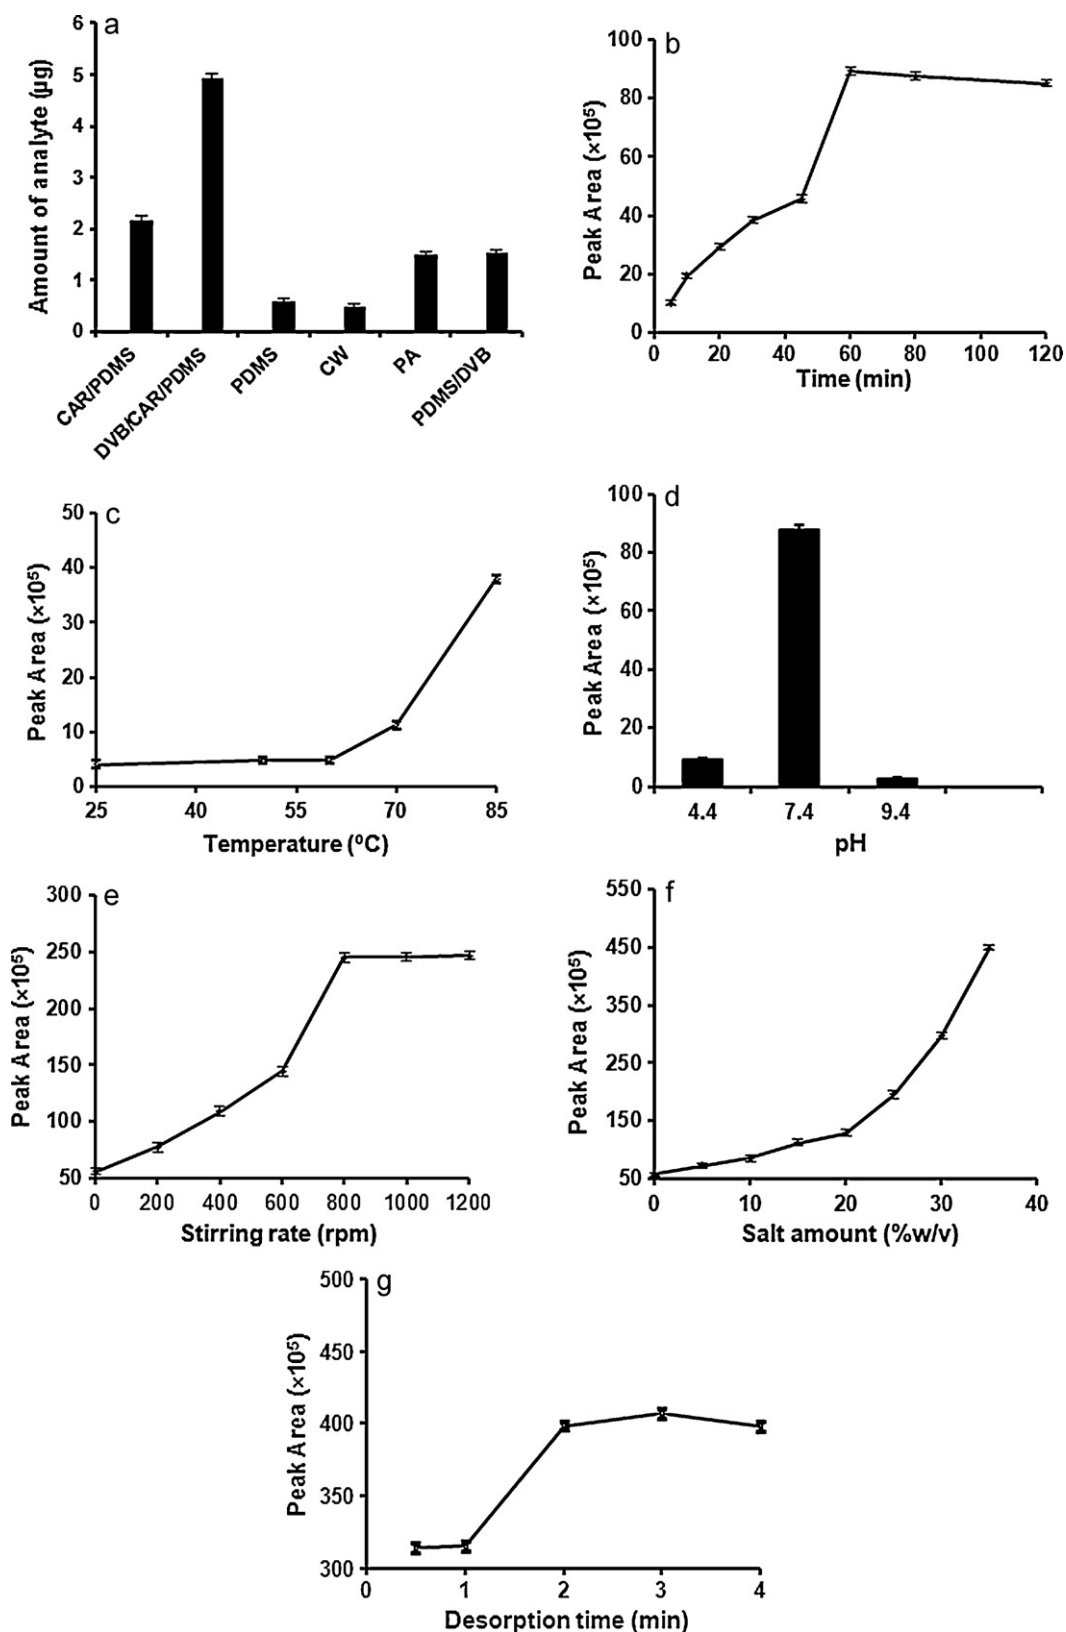 a
6
5
4
3
2
1
0
Amount of analyte (µg)
CAR/PDMS
DVB/CAR/PDMS
PDMS
CW
PA
PDMS/DVB
b
100
80
60
40
20
0
Peak Area (×10⁵)
0 20 40 60 80 100 120
Time (min)
c
50
40
30
20
10
0
Peak Area (×10⁵)
25 40 55 70 85
Temperature (ºC)
d
100
80
60
40
20
0
Peak Area (×10⁵)
4.4 7.4 9.4
pH
e
300
250
200
150
100
50
Peak Area (×10⁵)
0 200 400 600 800 1000 1200
Stirring rate (rpm)
f
550
450
350
250
150
50
Peak Area (×10⁵)
0 10 20 30 40
Salt amount (%w/v)
g
500
450
400
350
300
Peak Area (×10⁵)
0 1 2 3 4
Desorption time (min)